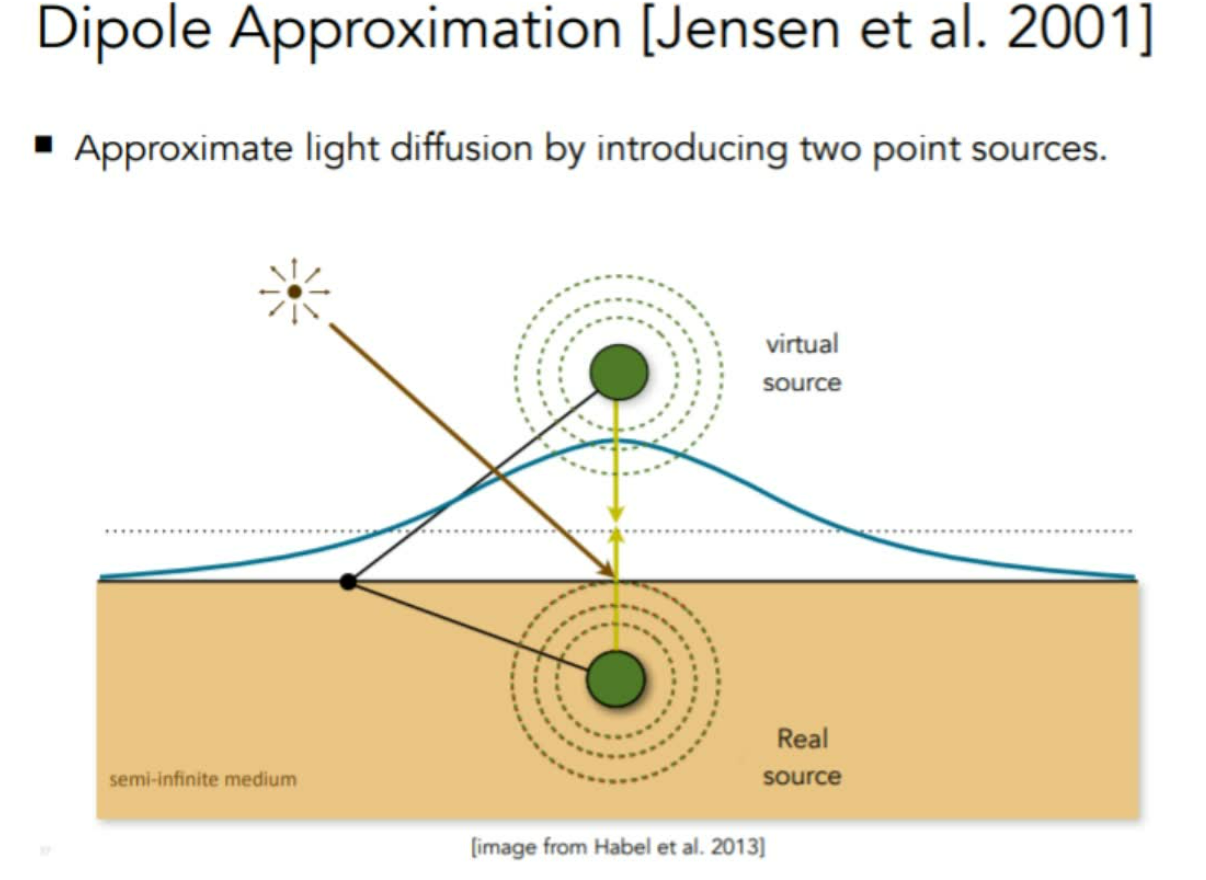 Dipole Approximation [Jensen et al. 2001]
■ Approximate light diffusion by introducing two point sources.
virtual
source
Real
source
semi-infinite medium
[image from Habel et al. 2013]